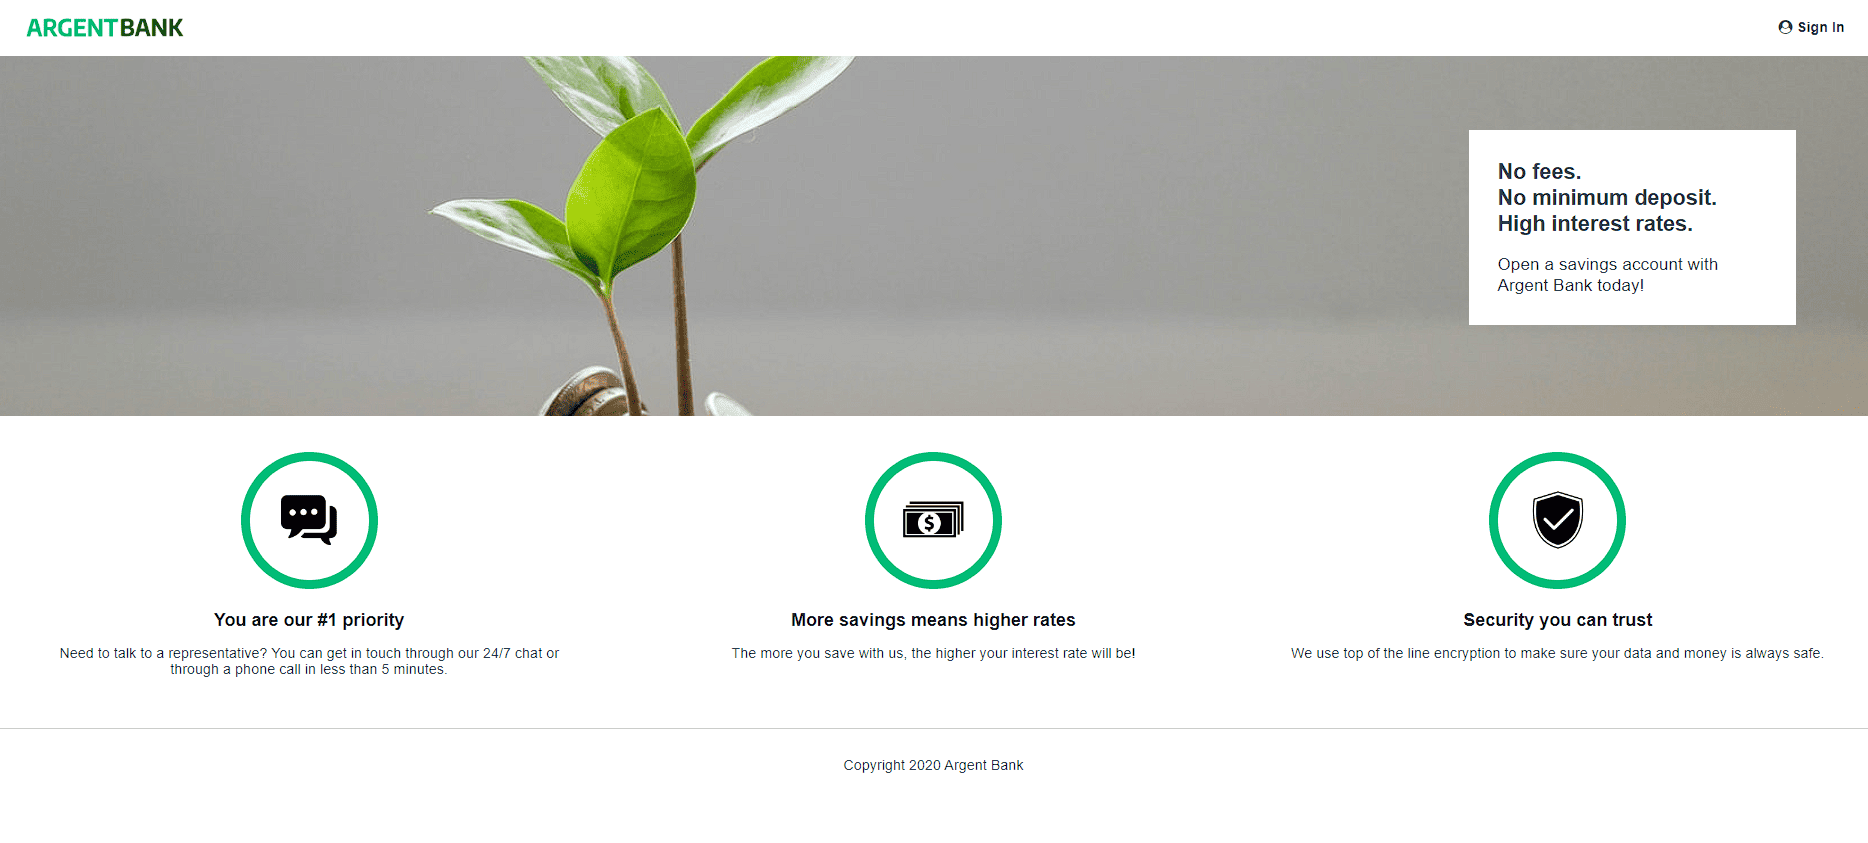 ARGENTBANK
Sign In
No fees.
No minimum deposit.
High interest rates.
Open a savings account with
Argent Bank today!
You are our #1 priority
Need to talk to a representative? You can get in touch through our 24/7 chat or
through a phone call in less than 5 minutes.
$
More savings means higher rates
The more you save with us, the higher your interest rate will be!
Security you can trust
We use top of the line encryption to make sure your data and money is always safe.
Copyright 2020 Argent Bank